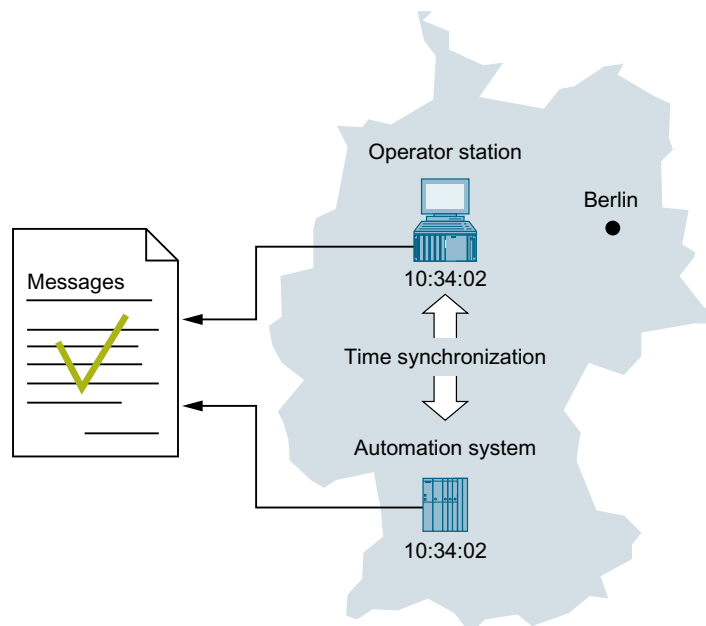 Operator station
Berlin
Messages
10:34:02
Time synchronization
Automation system
10:34:02